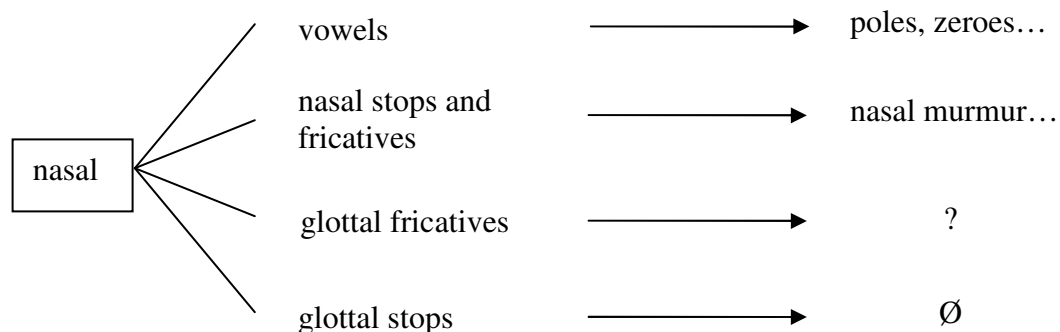 vowels poles, zeroes…
nasal stops and nasal murmur…
fricatives
nasal
glottal fricatives ?
glottal stops Ø